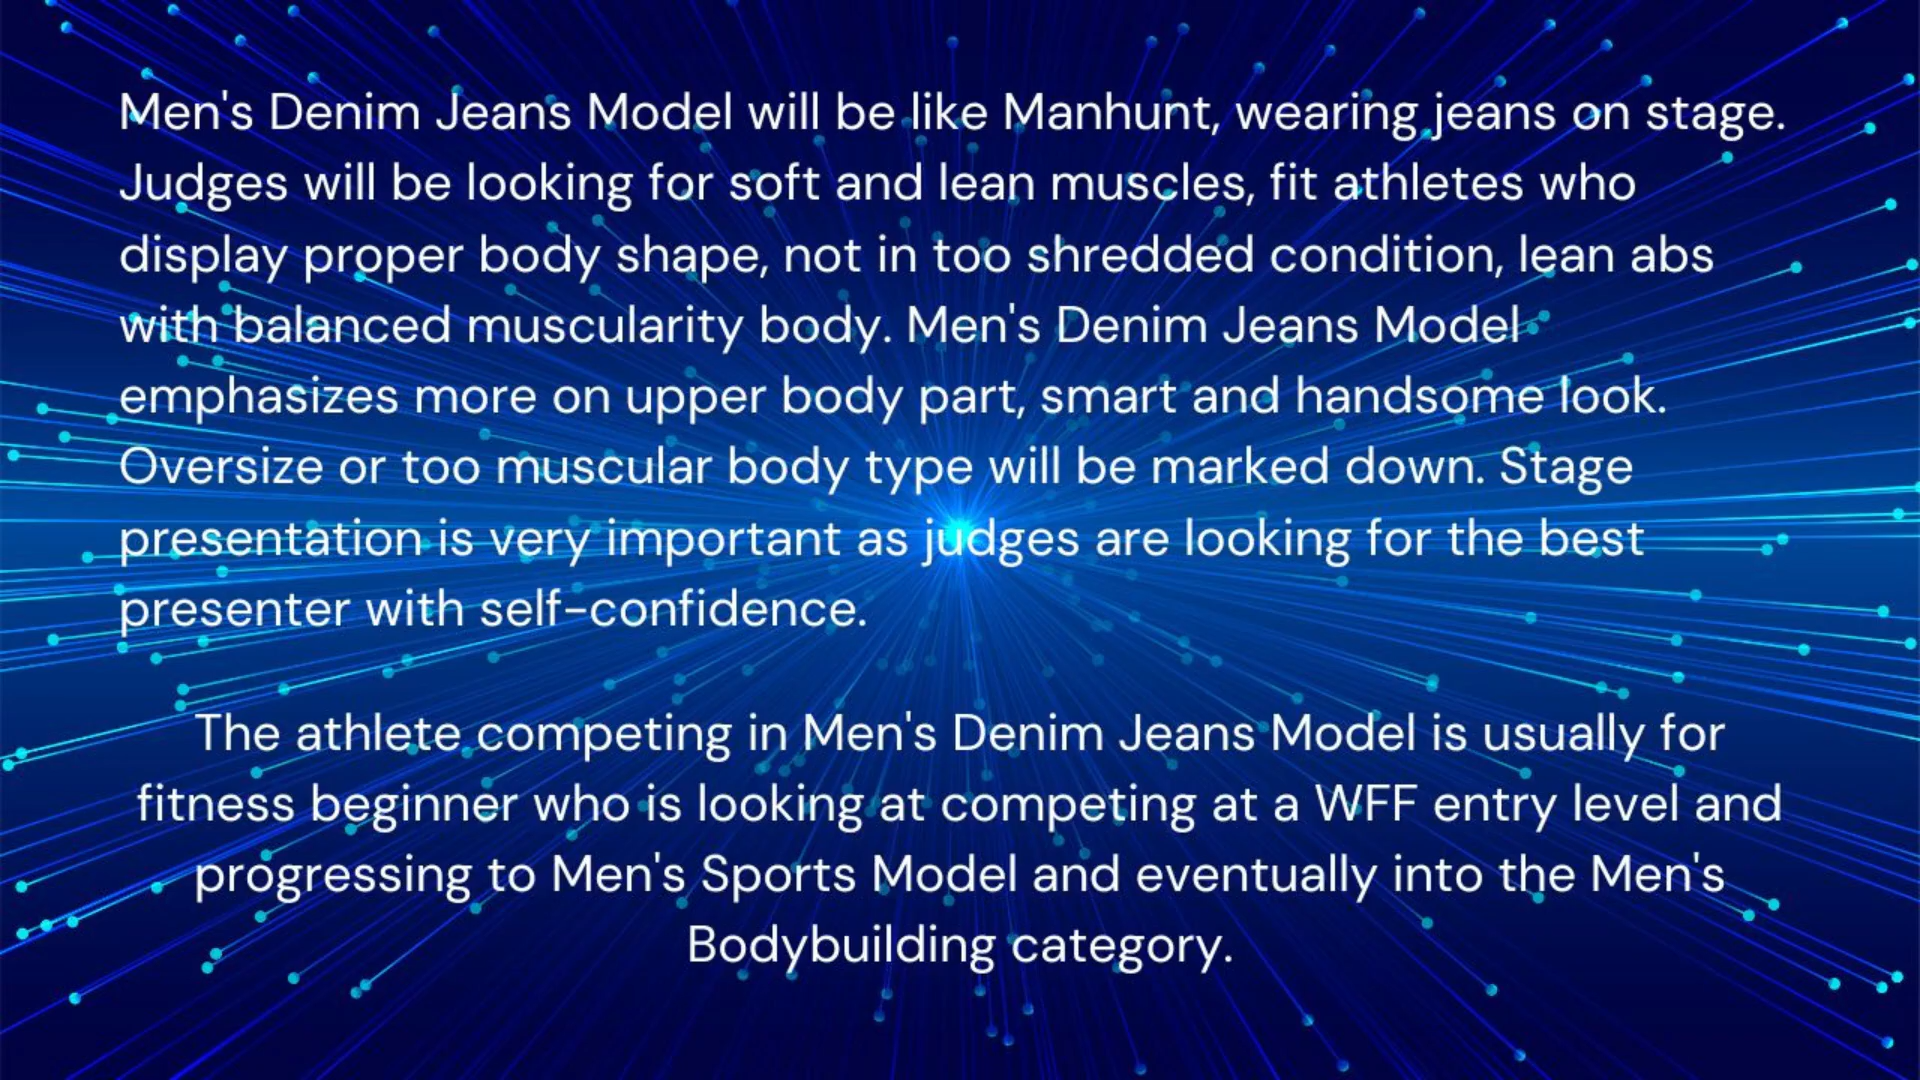 Men's Denim Jeans Model will be like Manhunt, wearing jeans on stage.
Judges will be looking for soft and lean muscles, fit athletes who
display proper body shape, not in too shredded condition, lean abs
with balanced muscularity body. Men's Denim Jeans Model
emphasizes more on upper body part, smart and handsome look.
Oversize or too muscular body type will be marked down. Stage
presentation is very important as judges are looking for the best
presenter with self-confidence.
The athlete competing in Men's Denim Jeans Model is usually for
fitness beginner who is looking at competing at a WFF entry level and
progressing to Men's Sports Model and eventually into the Men's
Bodybuilding category.